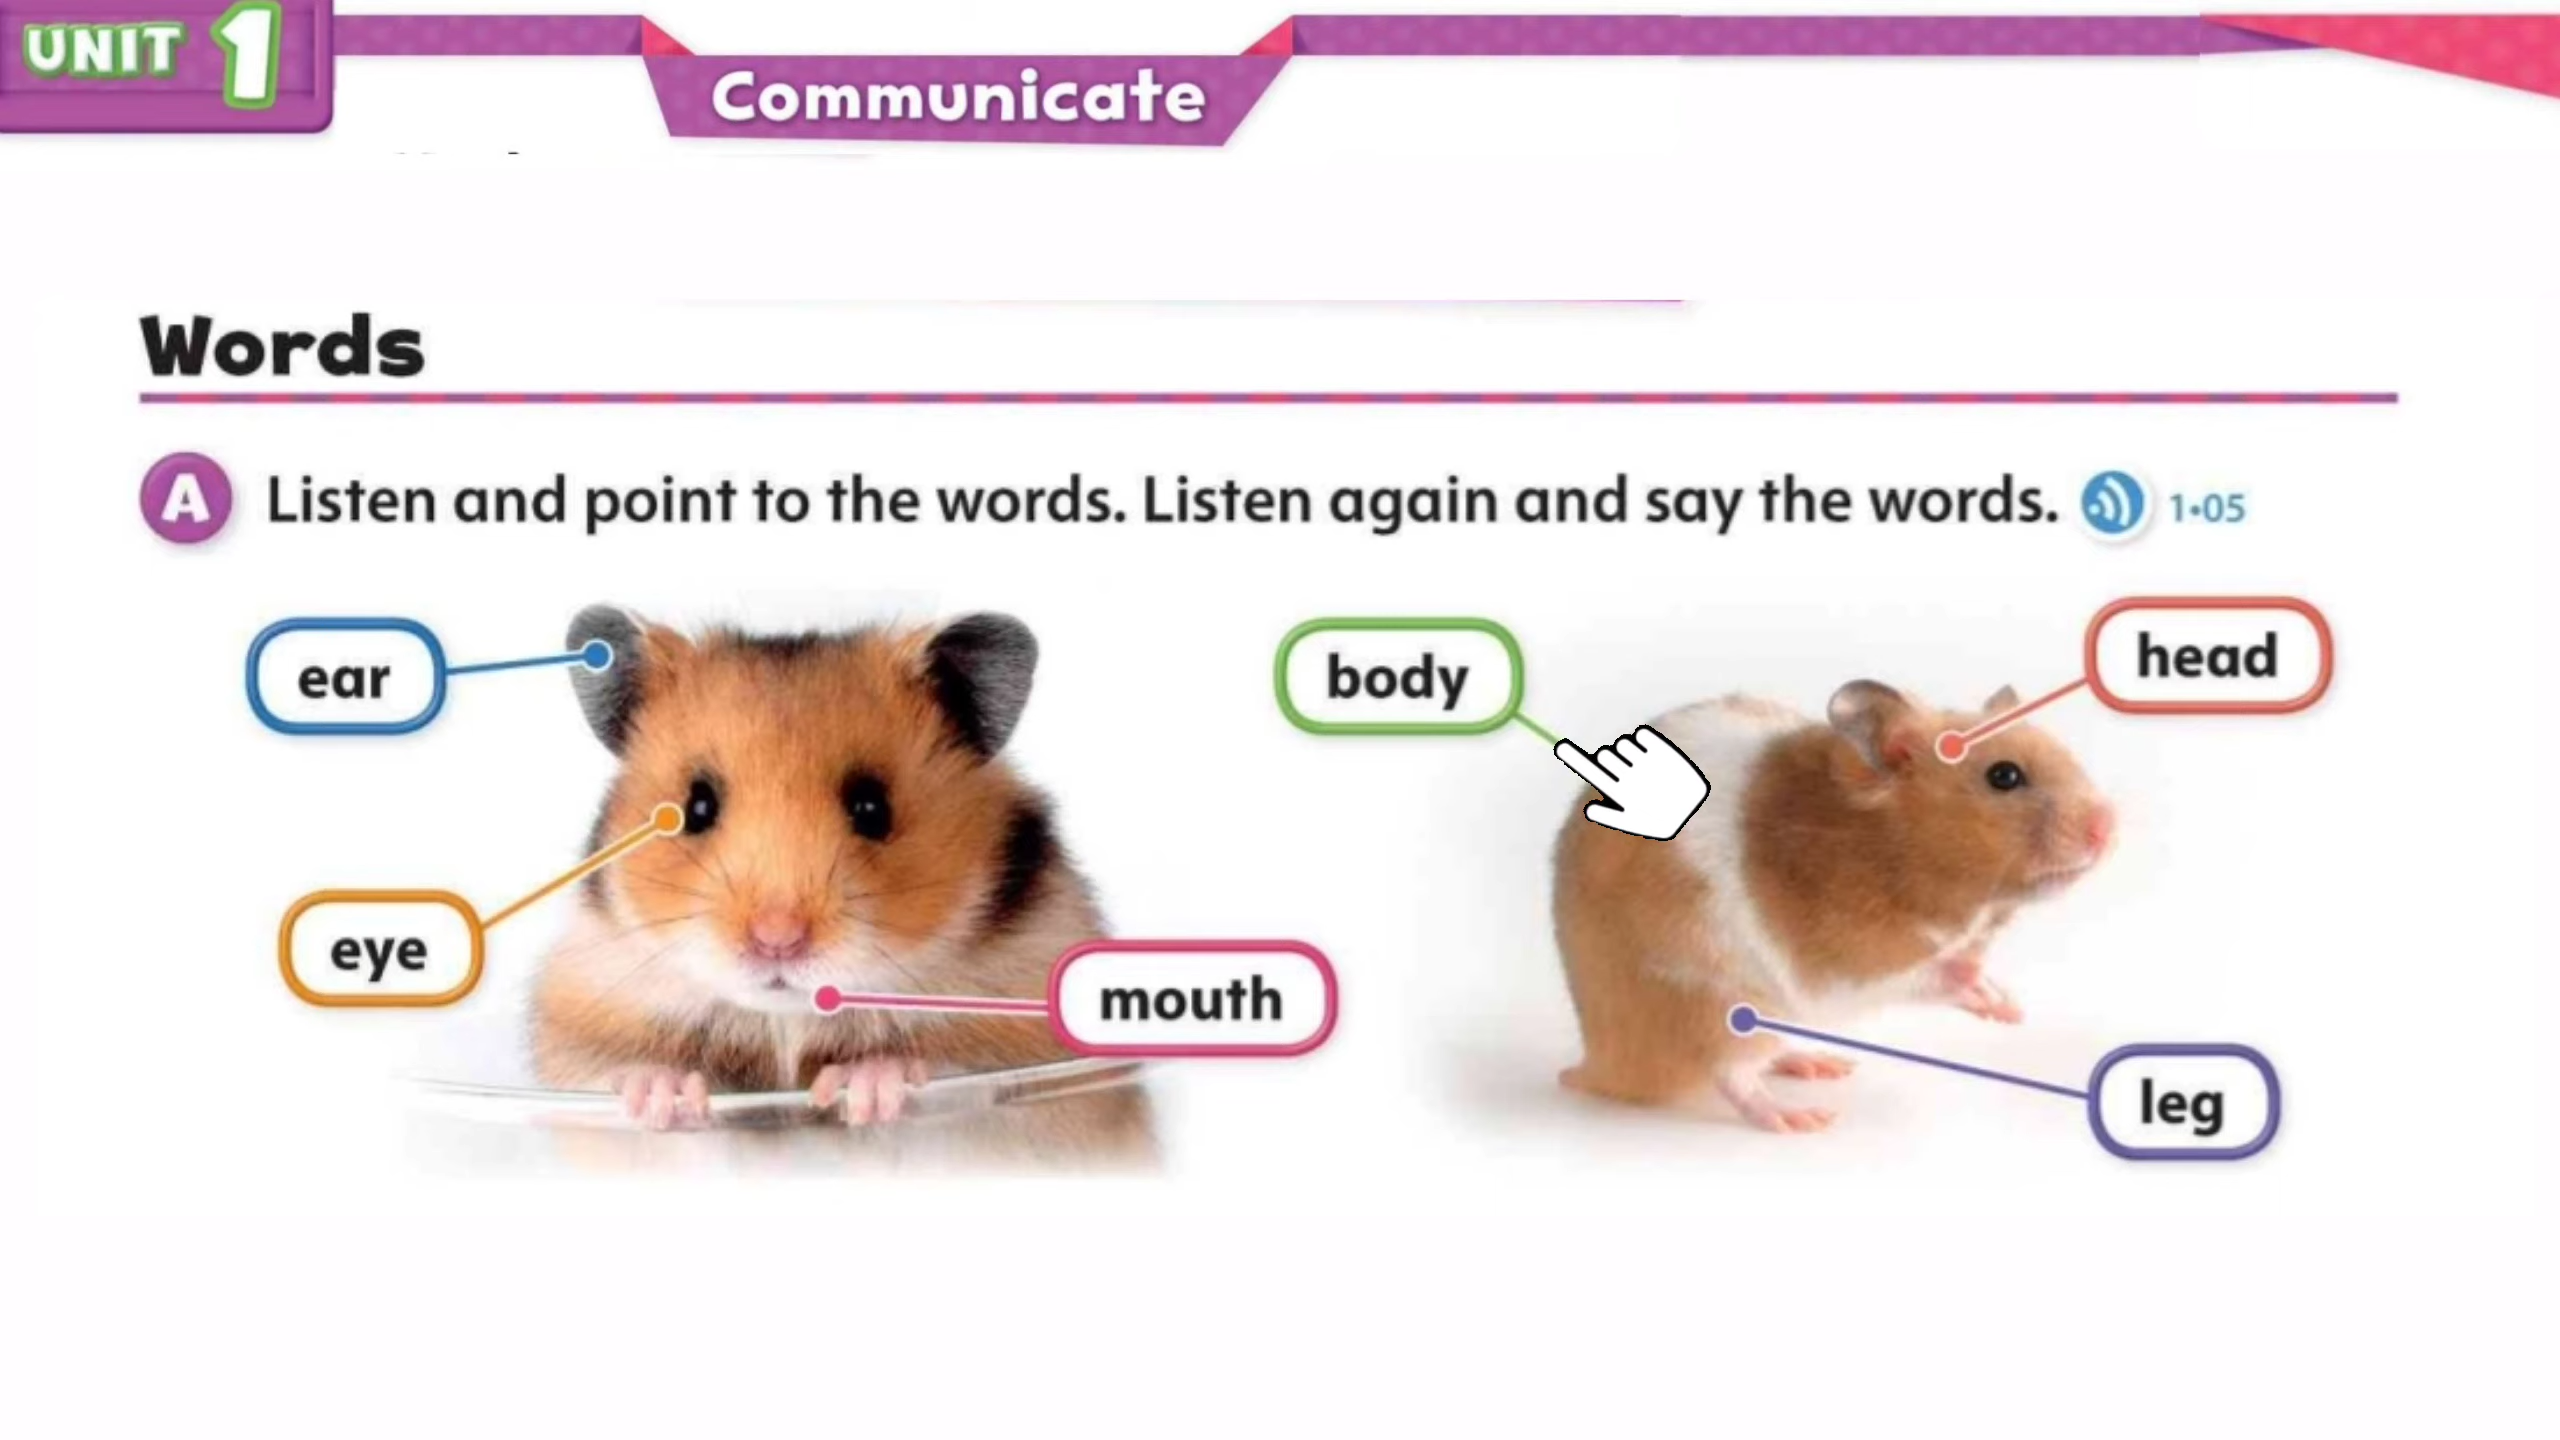 UNIT 1
Communicate
Words
A Listen and point to the words. Listen again and say the words. 1•05
ear
body
head
eye
mouth
leg